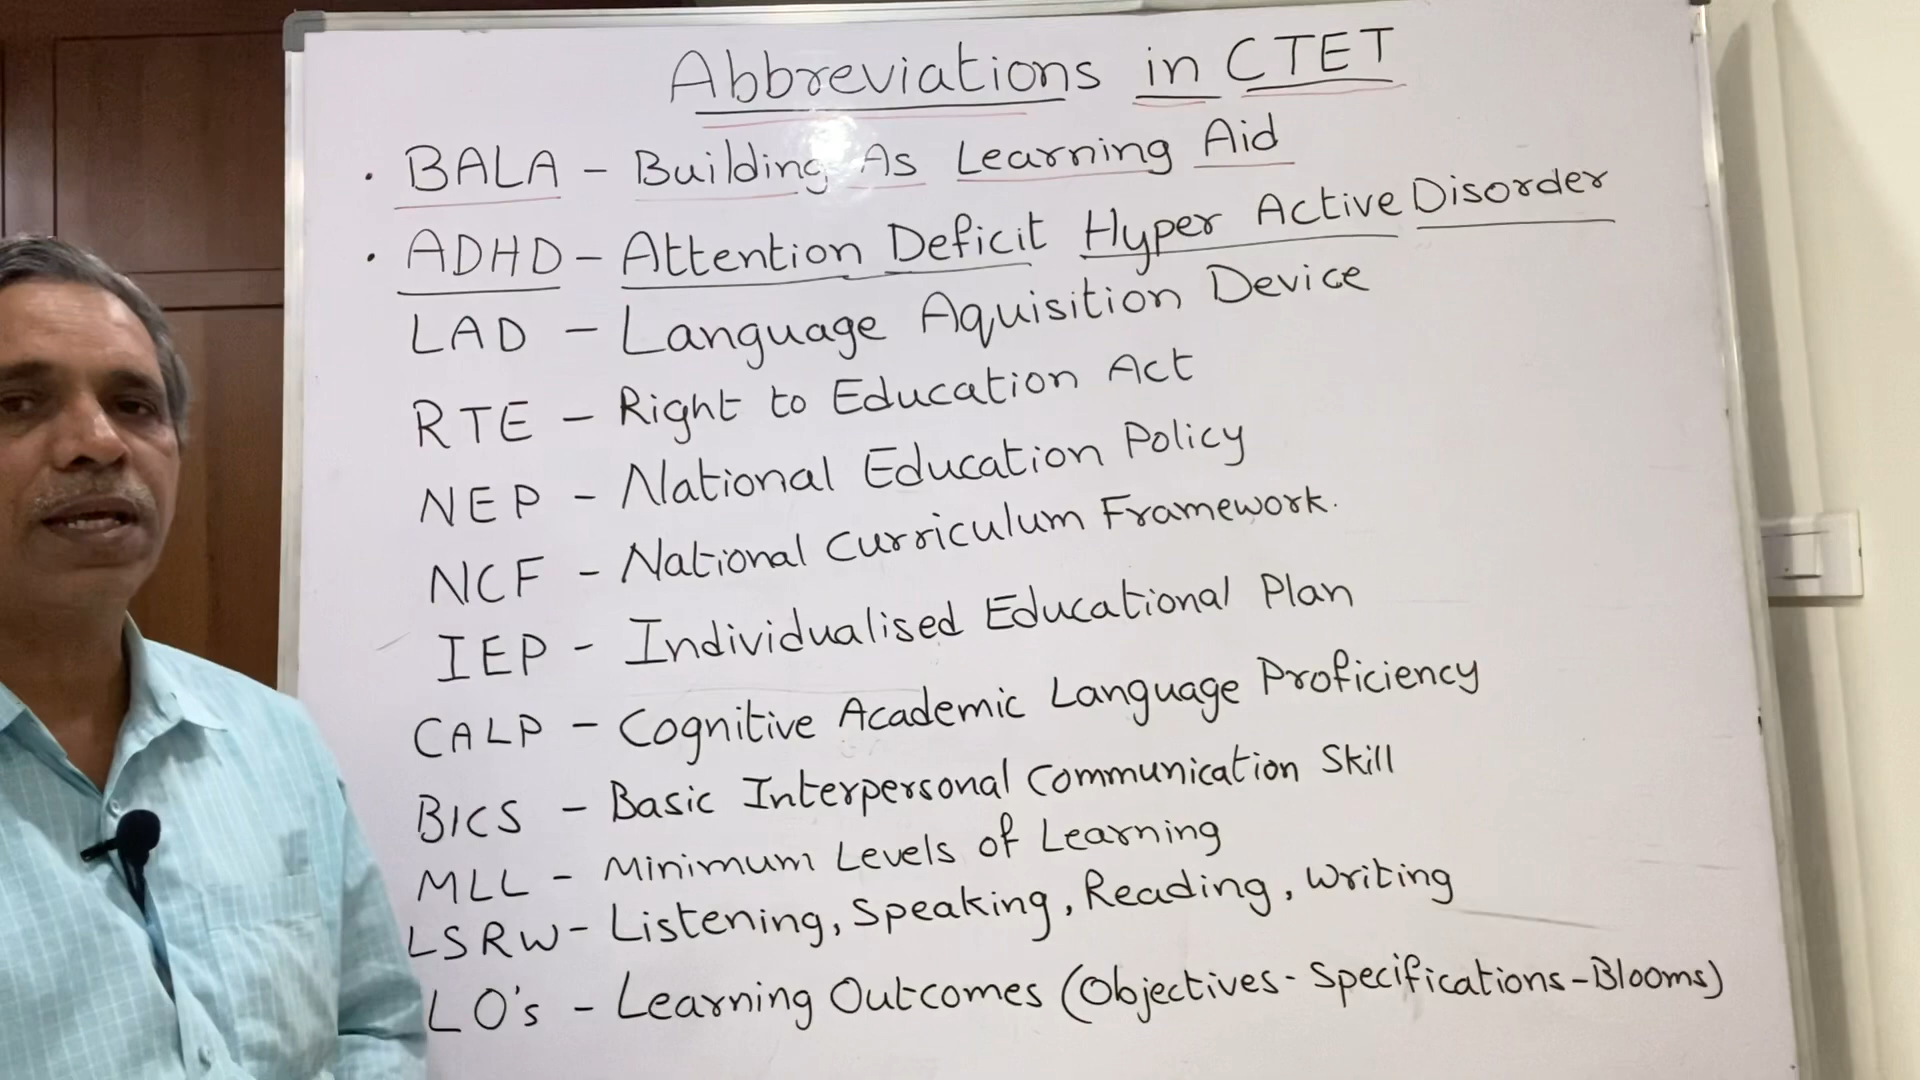 Abbreviations in CTET
. BALA - Building As Learning Aid
. ADHD - Attention Deficit Hyper Active Disorder
LAD - Language Aquisition Device
RTE - Right to Education Act
NEP - National Education Policy
NCF - National Curriculum Framework.
IEP - Individualised Educational Plan
CALP - Cognitive Academic Language Proficiency
BICS - Basic Interpersonal Communication Skill
MLL - Minimum Levels of Learning
LSRW - Listening, Speaking, Reading, Writing
LO's - Learning Outcomes (Objectives - Specifications - Blooms)